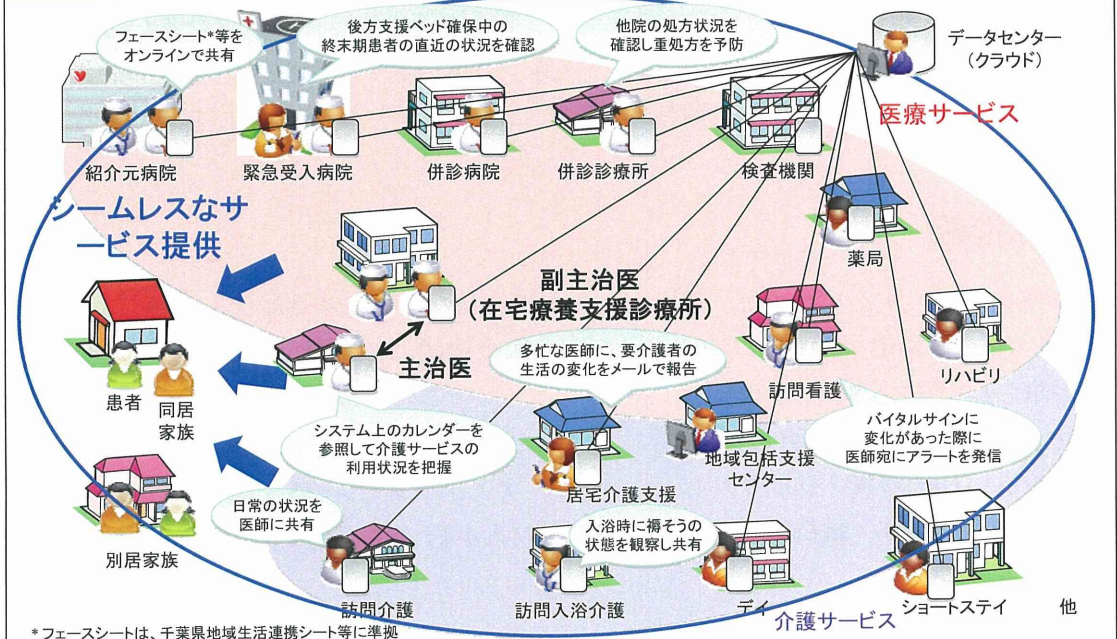 フェースシート*等を
オンラインで共有
後方支援ベッド確保中の
終末期患者の直近の状況を確認
他院の処方状況を
確認し重処方を予防
データセンター
(クラウド)
医療サービス
紹介元病院
緊急受入病院
併診病院
併診診療所
検査機関
シームレスなサ
ービス提供
薬局
副主治医
(在宅療養支援診療所)
主治医
多忙な医師に、要介護者の
生活の変化をメールで報告
訪問看護
リハビリ
患者
同居
家族
システム上のカレンダーを
参照して介護サービスの
利用状況を把握
バイタルサインに
変化があった際に
医師宛にアラートを発信
地域包括支援
センター
居宅介護支援
日常の状況を
医師に共有
入浴時に褥そうの
状態を観察し共有
別居家族
訪問介護
訪問入浴介護
デイ
介護サービス
ショートステイ
他
*フェースシートは、千葉県地域生活連携シート等に準拠